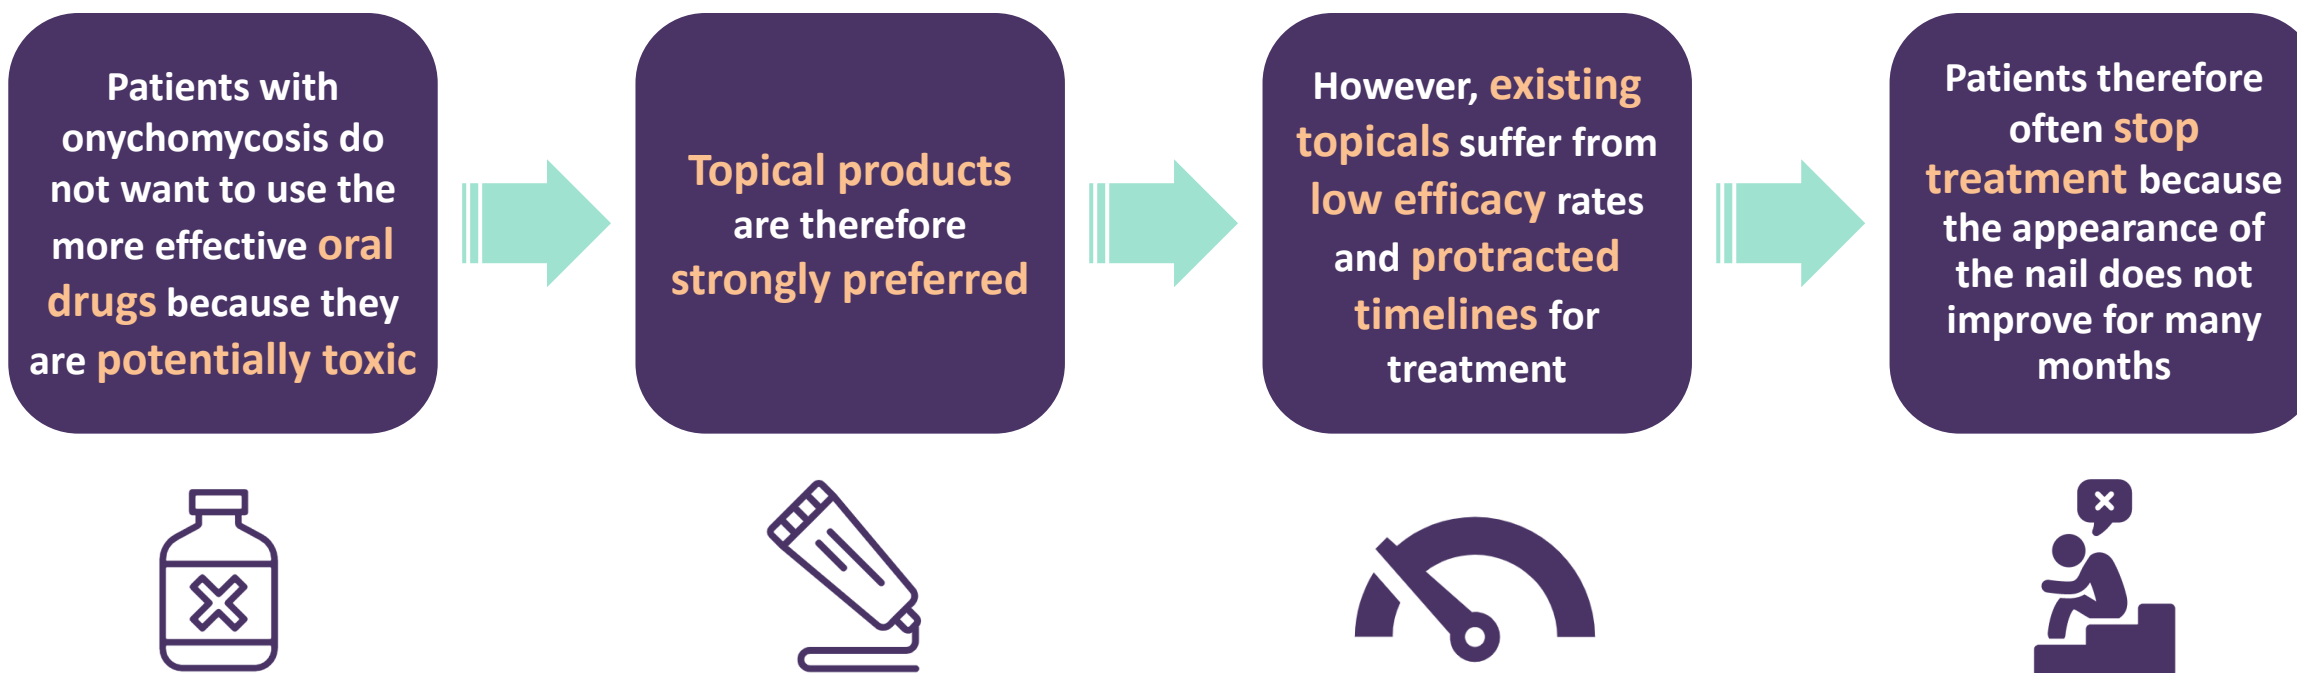 Patients with
onychomycosis do
not want to use the
more effective oral
drugs because they
are potentially toxic
Topical products
are therefore
strongly preferred
However, existing
topicals suffer from
low efficacy rates
and protracted
timelines for
treatment
Patients therefore
often stop
treatment because
the appearance of
the nail does not
improve for many
months